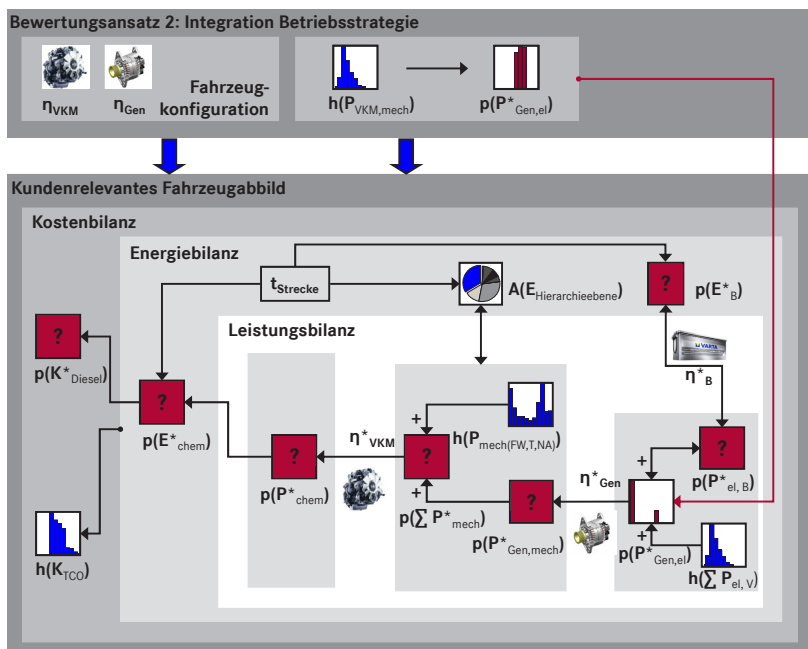 Bewertungsansatz 2: Integration Betriebsstrategie
ηVKM
ηGen
Fahrzeug-
konfiguration
h(PVKM,mech)
p(P*Gen,el)
Kundenrelevantes Fahrzeugabbild
Kostenbilanz
Energiebilanz
tStrecke
A(EHierarchieebene)
?
p(E*B)
Leistungsbilanz
?
p(K*Diesel)
VARTA
η*B
?
p(E*chem)
?
p(P*chem)
η*VKM
+
h(Pmech(FW,T,NA))
?
+
p(∑ P*mech)
?
p(P*Gen,mech)
η*Gen
+
?
p(P*el, B)
+
p(P*Gen,el)
h(∑ Pel, V)
h(KTCO)